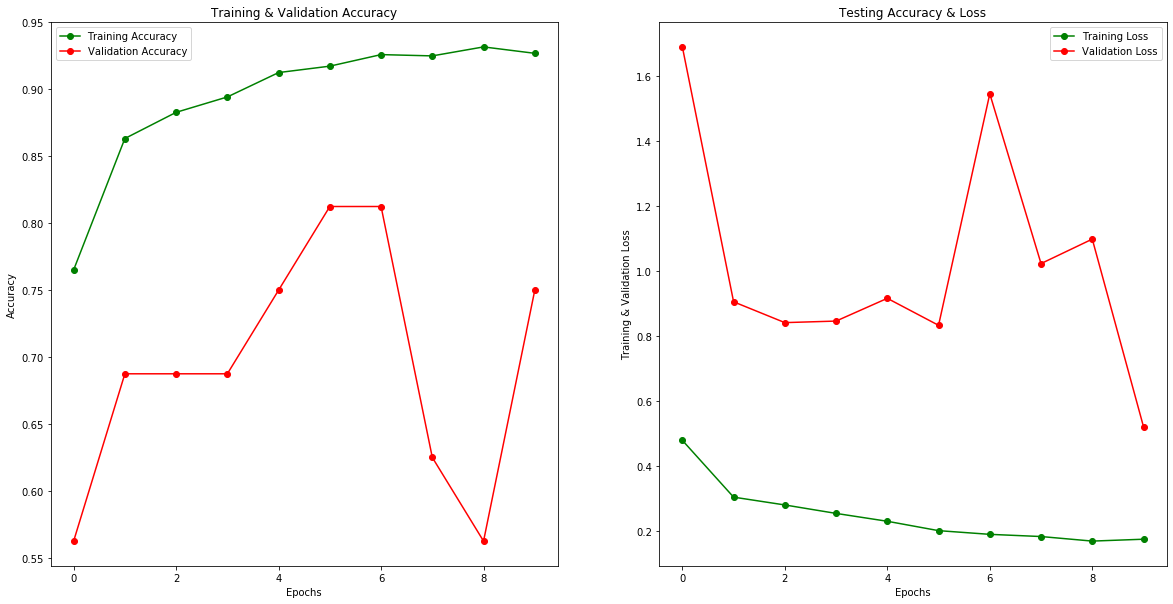 Training & Validation Accuracy
Training Accuracy
Validation Accuracy
0.95
0.90
0.85
0.80
0.75
0.70
0.65
0.60
0.55
Accuracy
0
2
4
6
8
Epochs
Testing Accuracy & Loss
Training Loss
Validation Loss
1.6
1.4
1.2
1.0
0.8
0.6
0.4
0.2
Training & Validation Loss
0
2
4
6
8
Epochs